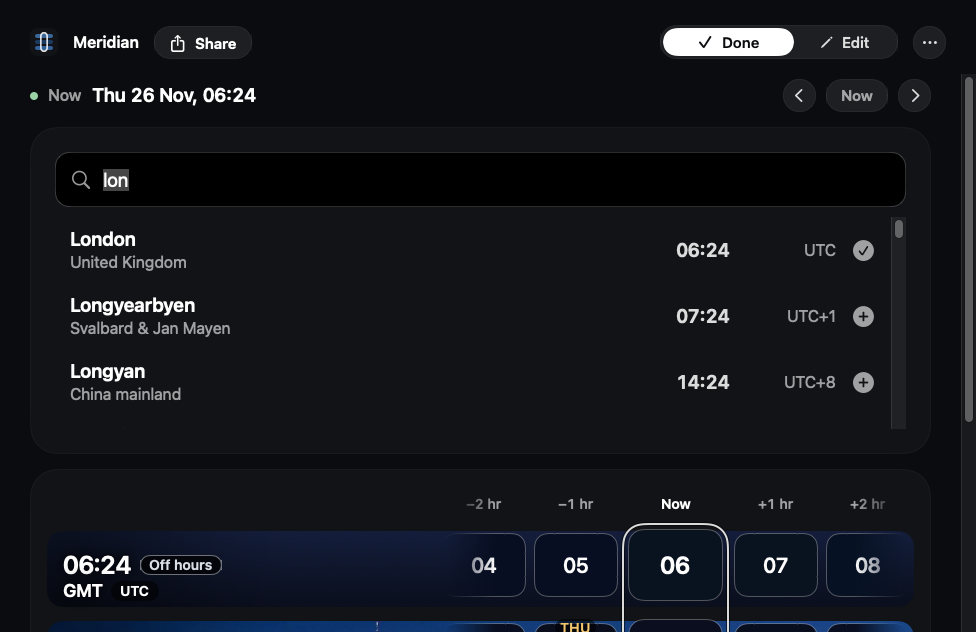 Meridian
Share
Done
Edit
Now Thu 26 Nov, 06:24
Now
lon
London
United Kingdom
06:24 UTC
Longyearbyen
Svalbard & Jan Mayen
07:24 UTC+1
Longyan
China mainland
14:24 UTC+8
−2 hr −1 hr Now +1 hr +2 hr
06:24 Off hours
GMT UTC
04 05 06 07 08
THU